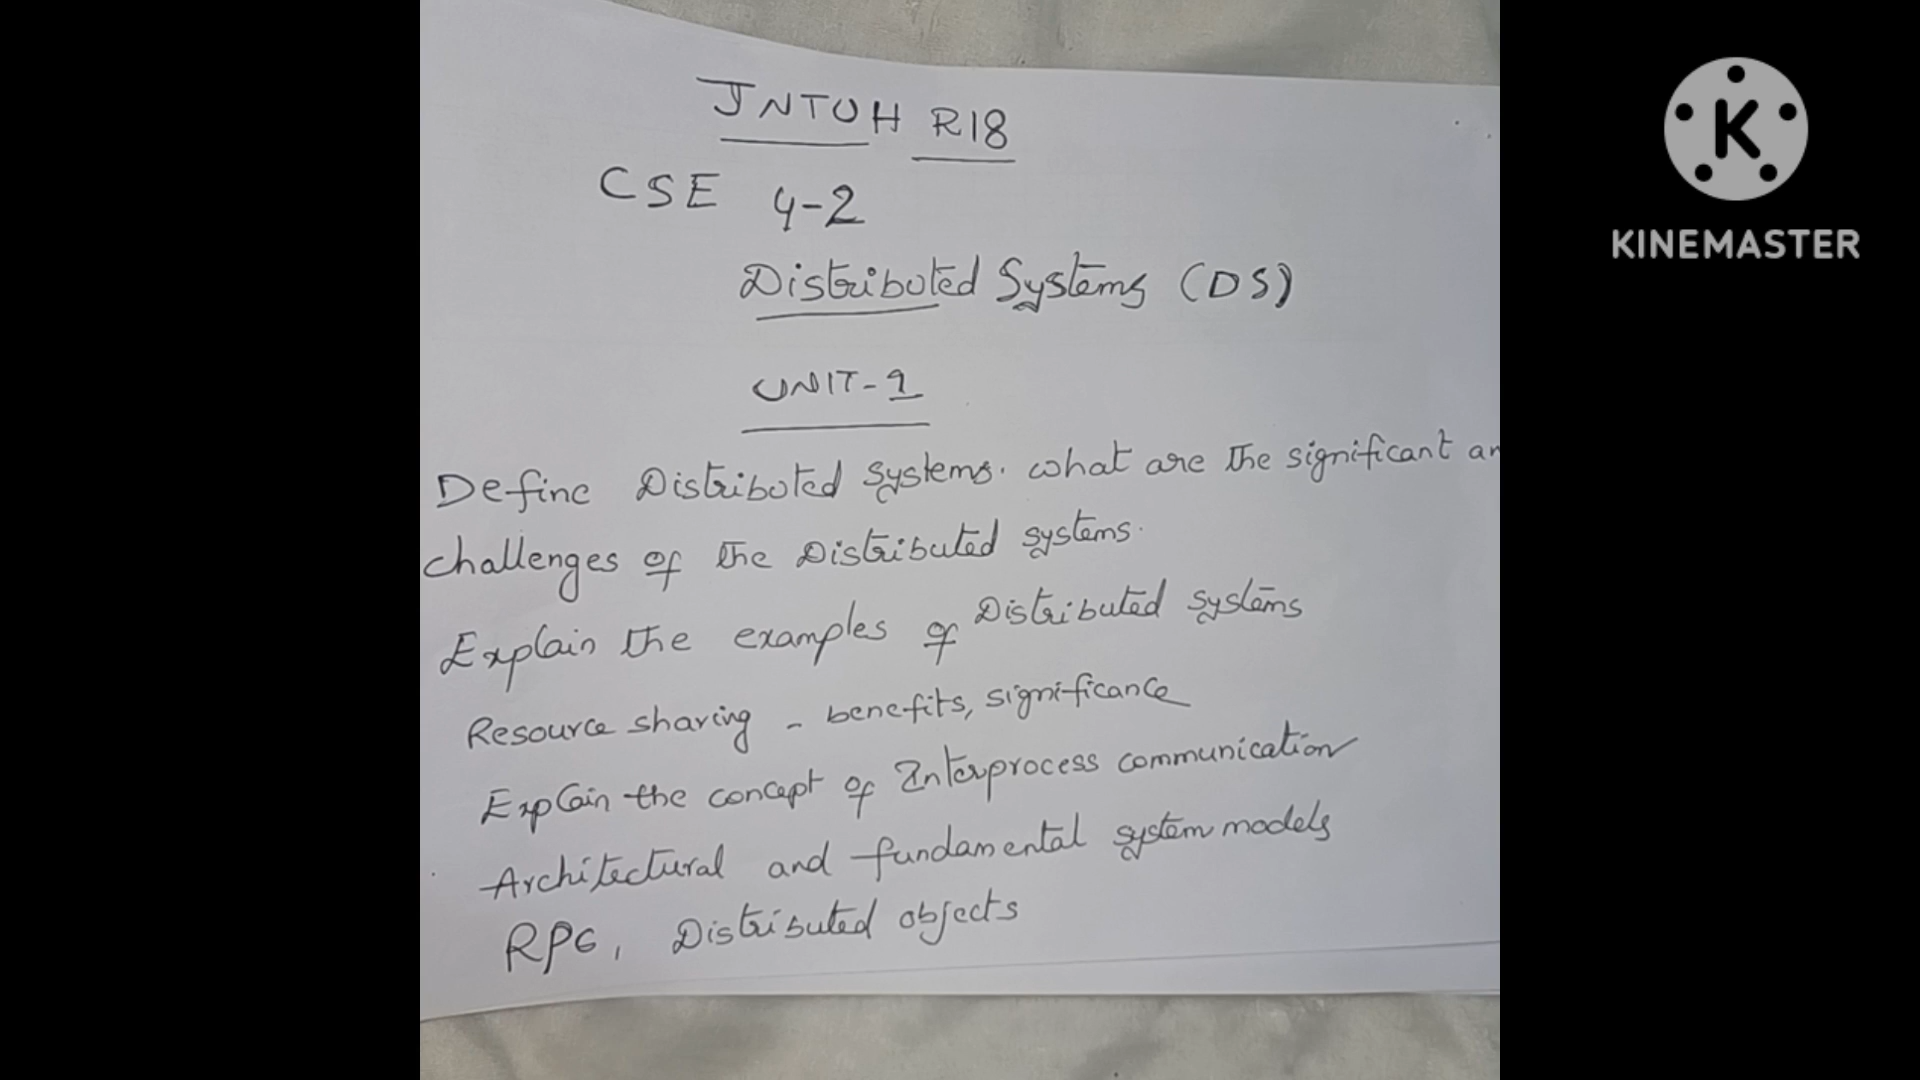 JNTUH R18
CSE 4-2
Distributed Systems (DS)
UNIT-1
Define Distributed systems. what are the significant an
challenges of the Distributed systems.
Explain the examples of Distributed systems
Resource sharing - benefits, significance
Explain the concept of Interprocess communication
Architectural and fundamental system models
RPC, Distributed objects
K
KINEMASTER